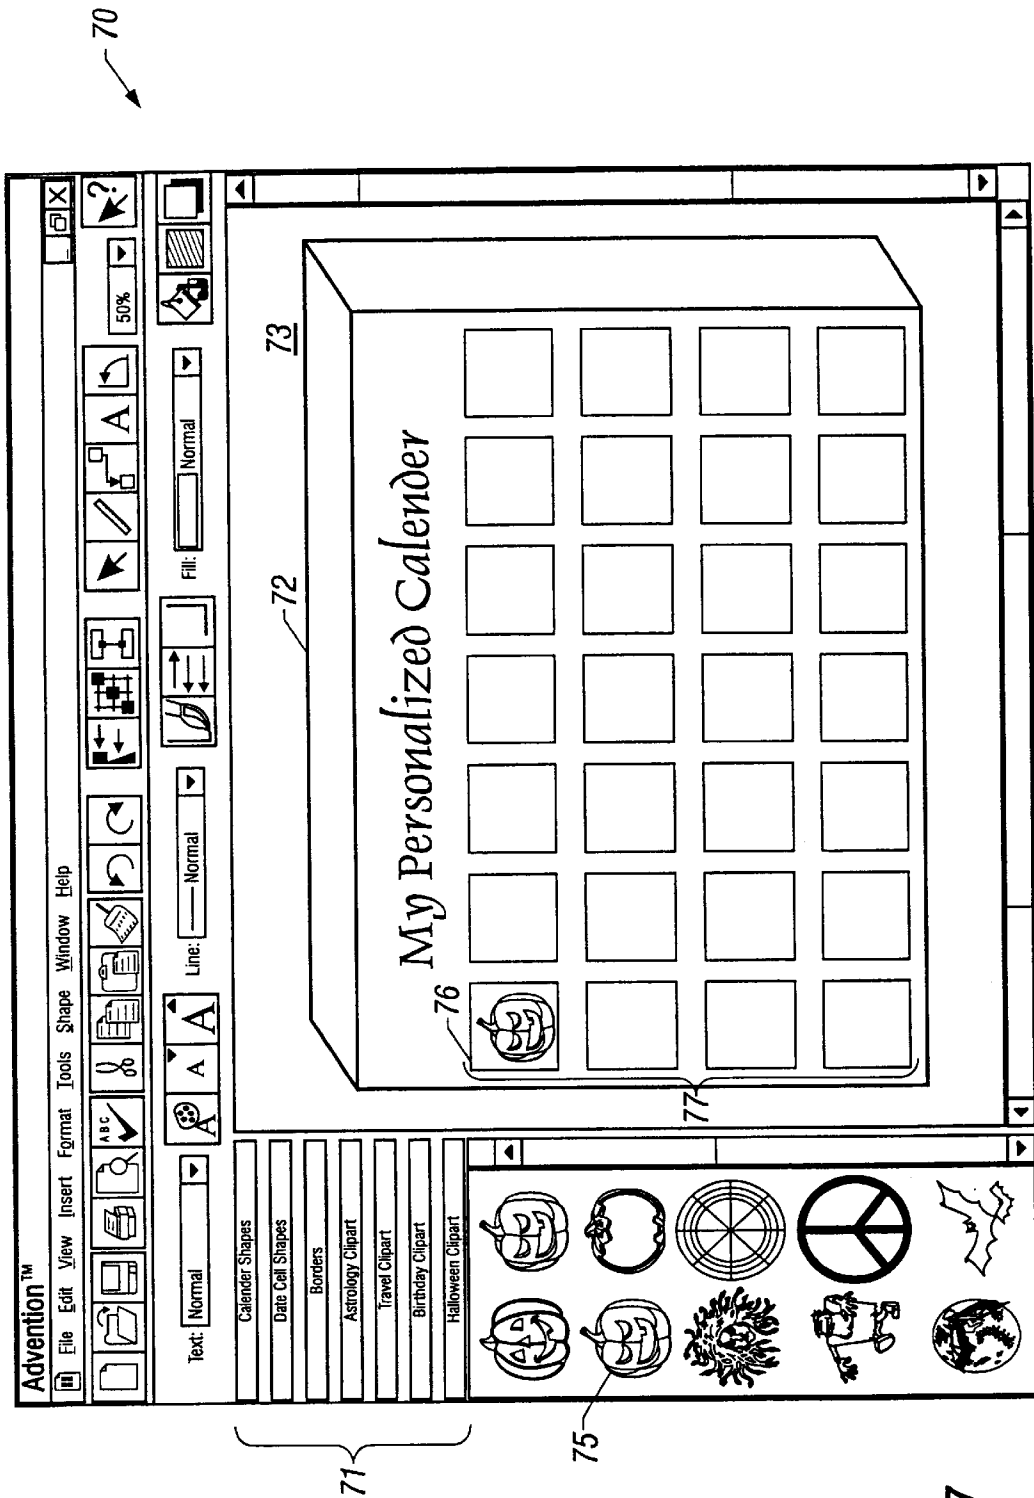 70
Advention™
File Edit View Insert Format Tools Shape Window Help
ABC
A
50%
?
Text: Normal
A A A
Line: Normal
Fill: Normal
71
Calender Shapes
Date Cell Shapes
Borders
Astrology Clipart
Travel Clipart
Birthday Clipart
Halloween Clipart
72
73
My Personalized Calender
76
77
75
7